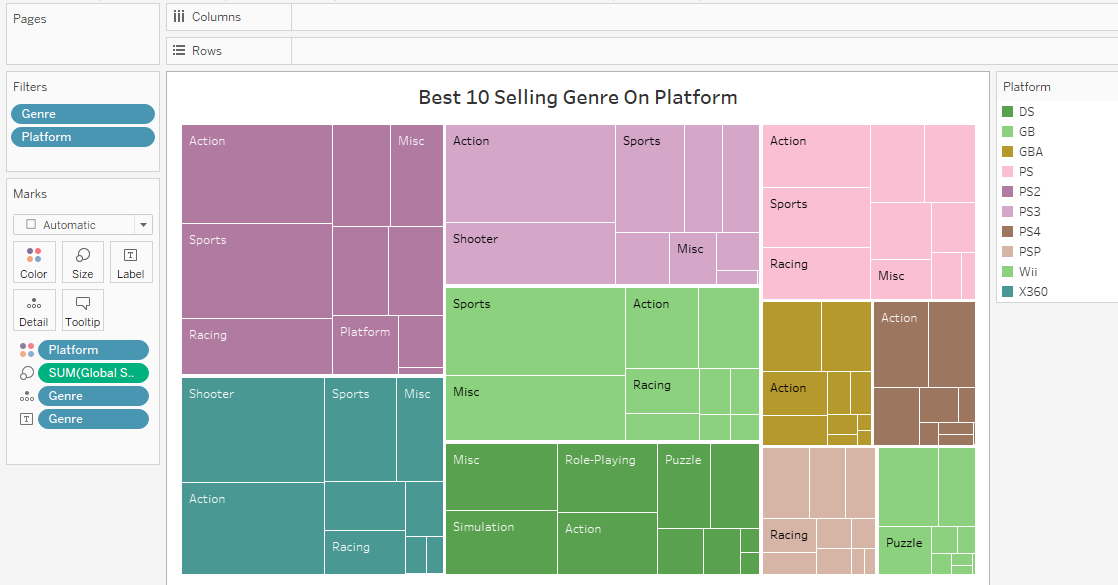 Pages
Columns
Rows
Filters
Genre
Platform
Marks
Automatic
Color
Size
Label
Detail
Tooltip
Platform
SUM(Global S..
Genre
Genre
Best 10 Selling Genre On Platform
Action
Misc
Sports
Racing
Platform
Shooter
Sports
Misc
Action
Racing
Action
Sports
Shooter
Misc
Sports
Action
Misc
Racing
Misc
Role-Playing
Puzzle
Simulation
Action
Action
Sports
Racing
Misc
Action
Action
Racing
Puzzle
Platform
DS
GB
GBA
PS
PS2
PS3
PS4
PSP
Wii
X360